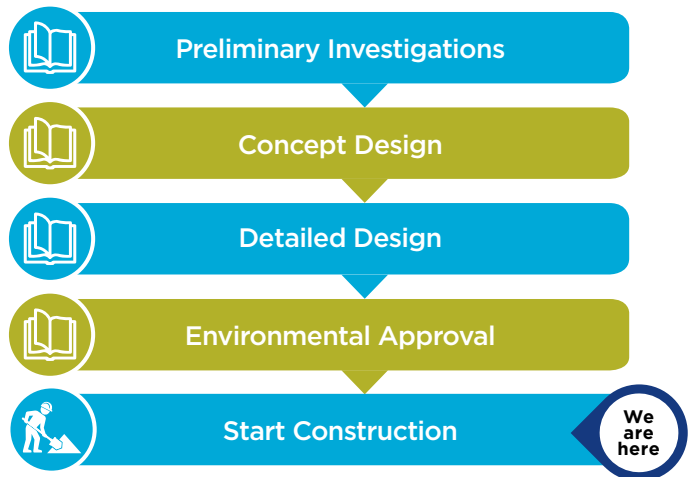 Preliminary Investigations
Concept Design
Detailed Design
Environmental Approval
Start Construction
We
are
here